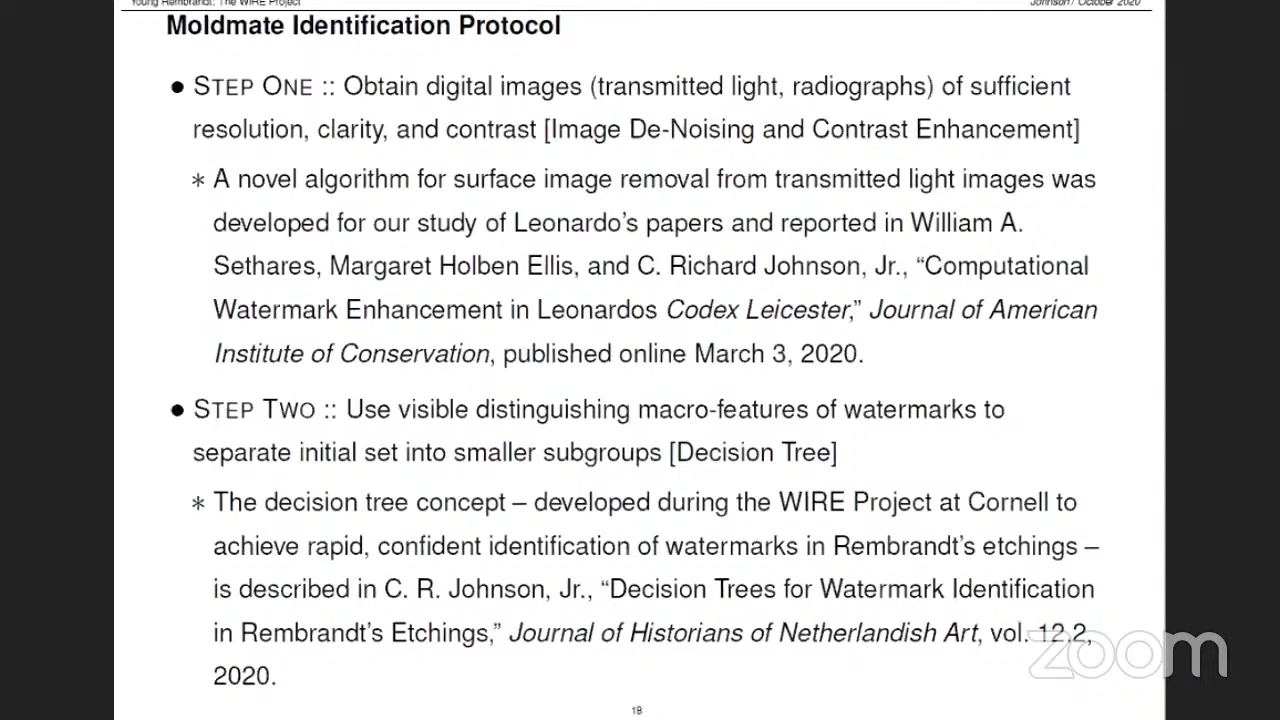 Young Rembrandt: The WIRE Project Johnson / October 2020
Moldmate Identification Protocol
● STEP ONE :: Obtain digital images (transmitted light, radiographs) of sufficient
resolution, clarity, and contrast [Image De-Noising and Contrast Enhancement]
∗ A novel algorithm for surface image removal from transmitted light images was
developed for our study of Leonardo's papers and reported in William A.
Sethares, Margaret Holben Ellis, and C. Richard Johnson, Jr., “Computational
Watermark Enhancement in Leonardos Codex Leicester,” Journal of American
Institute of Conservation, published online March 3, 2020.
● STEP TWO :: Use visible distinguishing macro-features of watermarks to
separate initial set into smaller subgroups [Decision Tree]
∗ The decision tree concept – developed during the WIRE Project at Cornell to
achieve rapid, confident identification of watermarks in Rembrandt's etchings –
is described in C. R. Johnson, Jr., “Decision Trees for Watermark Identification
in Rembrandt's Etchings,” Journal of Historians of Netherlandish Art, vol. 12.2,
2020.
zoom
18